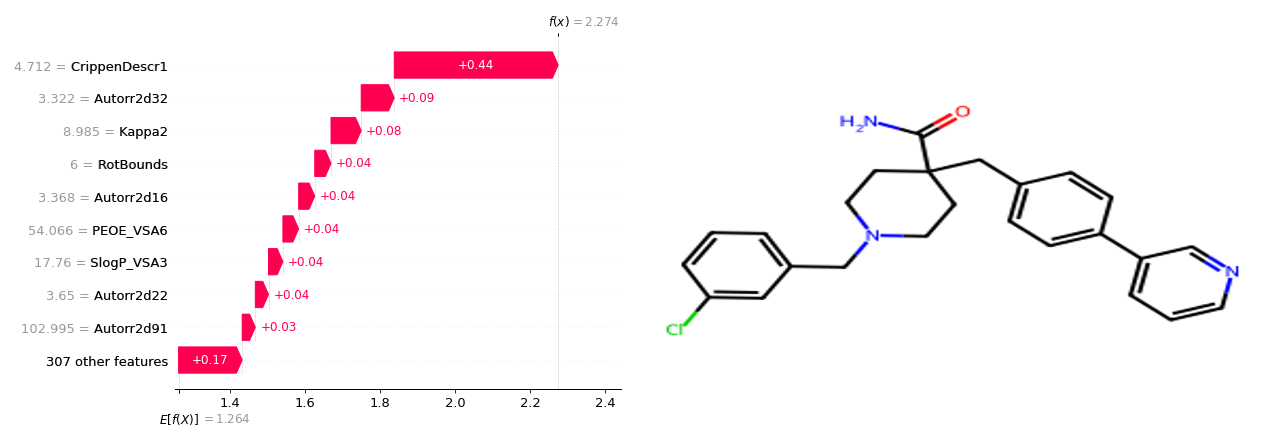 f(x) = 2.274
4.712 = CrippenDescr1
+0.44
3.322 = Autorr2d32
+0.09
8.985 = Kappa2
+0.08
6 = RotBounds
+0.04
3.368 = Autorr2d16
+0.04
54.066 = PEOE_VSA6
+0.04
17.76 = SlogP_VSA3
+0.04
3.65 = Autorr2d22
+0.04
102.995 = Autorr2d91
+0.03
307 other features
+0.17
1.4 1.6 1.8 2.0 2.2 2.4
E[f(X)] = 1.264
H₂N
O
N
N
Cl